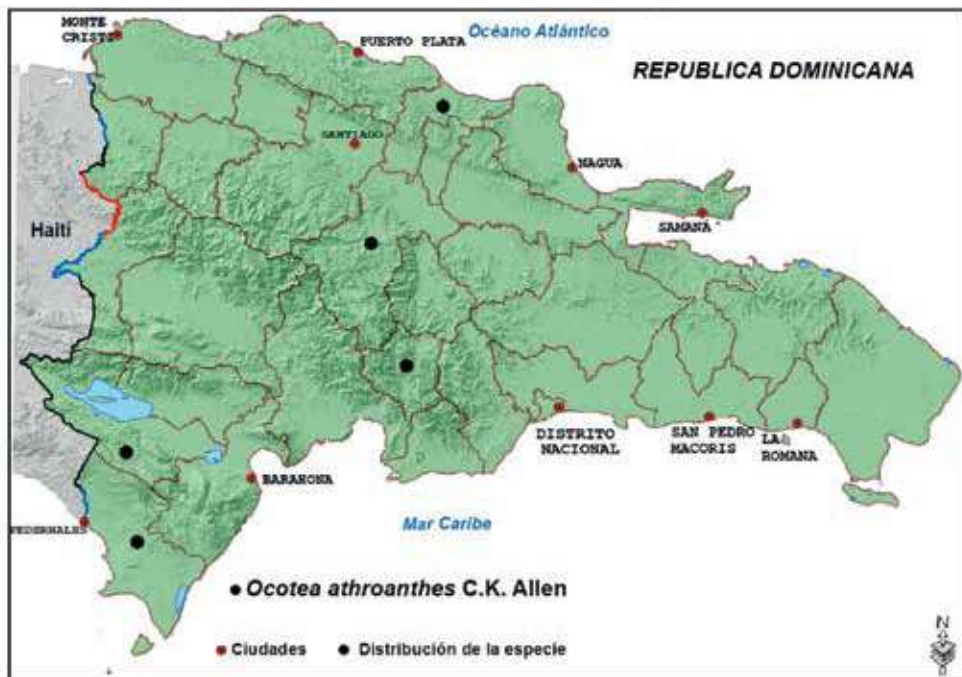 MONTE
CRISTI
Océano Atlántico
PUERTO PLATA
REPUBLICA DOMINICANA
SANTIAGO
NAGUA
SAMANÁ
Haití
DISTRITO
NACIONAL
SAN PEDRO
MACORIS
LA
ROMANA
BARAHONA
PEDERNALES
Mar Caribe
Ocotea athroanthes C.K. Allen
Ciudades
Distribución de la especie
N